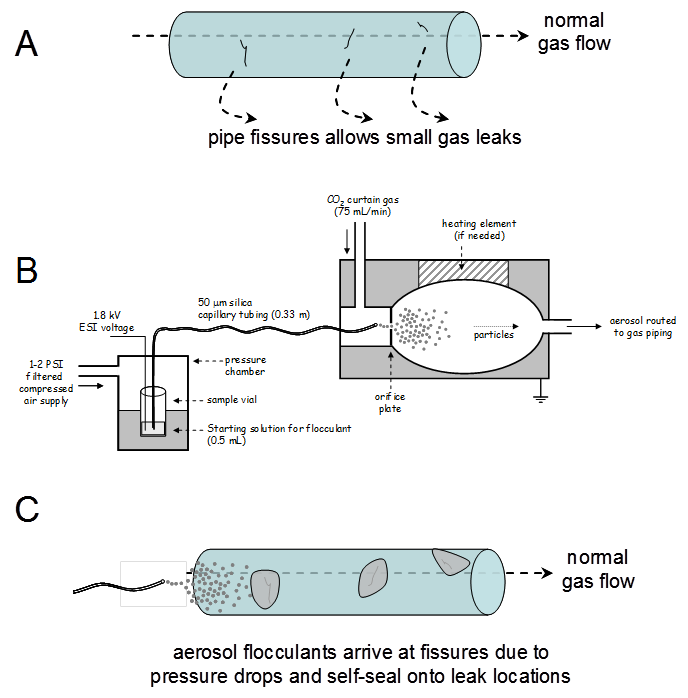 A
normal
gas flow
pipe fissures allows small gas leaks
B
CO2 curtain gas
(75 mL/min)
heating element
(if needed)
50 µm silica
capillary tubing (0.33 m)
1.8 kV
ESI voltage
particles
aerosol routed
to gas piping
1-2 PSI
filtered
compressed
air supply
pressure
chamber
orifice
plate
sample vial
Starting solution for flocculant
(0.5 mL)
C
normal
gas flow
aerosol flocculants arrive at fissures due to
pressure drops and self-seal onto leak locations